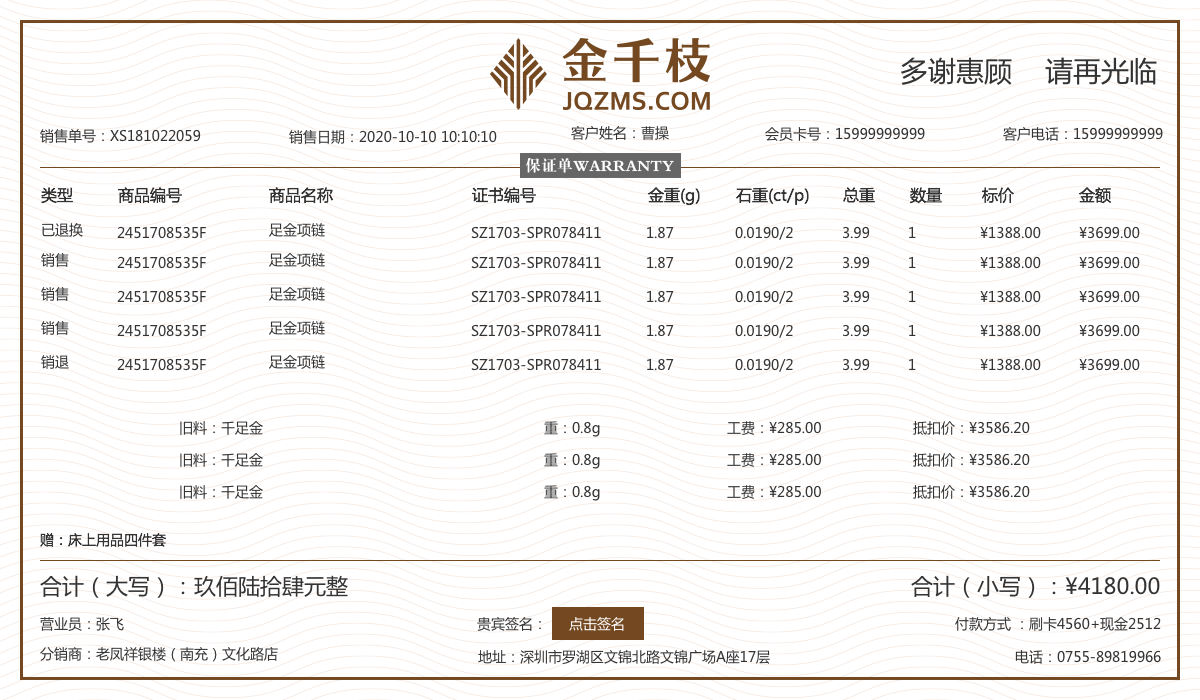 金千枝
JQZMS.COM
多谢惠顾 请再光临
销售单号：XS181022059 销售日期：2020-10-10 10:10:10 客户姓名：曹操 会员卡号：15999999999 客户电话：15999999999
保证单WARRANTY
类型 商品编号 商品名称 证书编号 金重(g) 石重(ct/p) 总重 数量 标价 金额
已退换 2451708535F 足金项链 SZ1703-SPR078411 1.87 0.0190/2 3.99 1 ¥1388.00 ¥3699.00
销售 2451708535F 足金项链 SZ1703-SPR078411 1.87 0.0190/2 3.99 1 ¥1388.00 ¥3699.00
销售 2451708535F 足金项链 SZ1703-SPR078411 1.87 0.0190/2 3.99 1 ¥1388.00 ¥3699.00
销售 2451708535F 足金项链 SZ1703-SPR078411 1.87 0.0190/2 3.99 1 ¥1388.00 ¥3699.00
销退 2451708535F 足金项链 SZ1703-SPR078411 1.87 0.0190/2 3.99 1 ¥1388.00 ¥3699.00
旧料：千足金 重：0.8g 工费：¥285.00 抵扣价：¥3586.20
旧料：千足金 重：0.8g 工费：¥285.00 抵扣价：¥3586.20
旧料：千足金 重：0.8g 工费：¥285.00 抵扣价：¥3586.20
赠：床上用品四件套
合计（大写）：玖佰陆拾肆元整 合计（小写）：¥4180.00
营业员：张飞 贵宾签名： 点击签名 付款方式 ：刷卡4560+现金2512
分销商：老凤祥银楼（南充）文化路店 地址：深圳市罗湖区文锦北路文锦广场A座17层 电话：0755-89819966